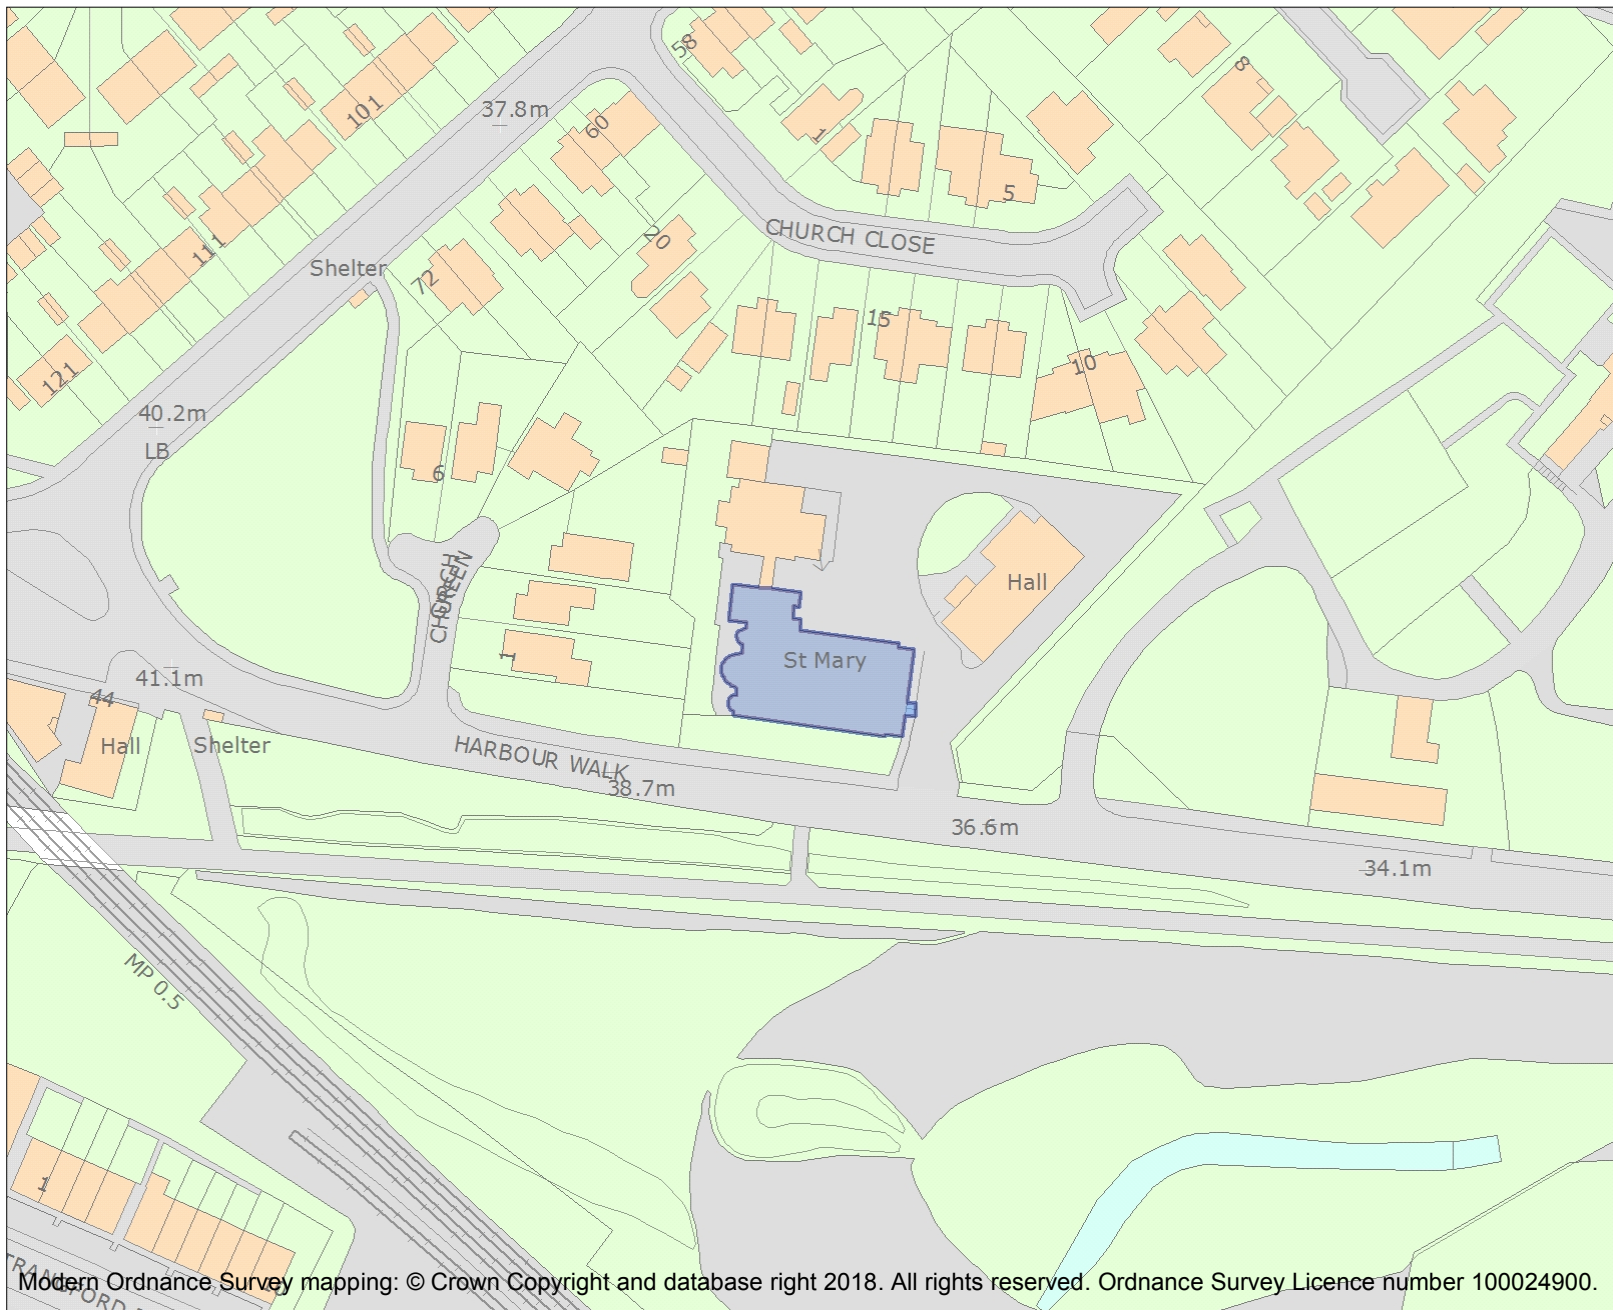 58
8
101
37.8m
60
1
5
111
20
CHURCH CLOSE
Shelter
72
15
10
121
40.2m
LB
6
CHURCH
GREEN
Hall
1
St Mary
41.1m
44
Hall
Shelter
HARBOUR WALK
38.7m
36.6m
34.1m
MP 0.5
1
Modern Ordnance Survey mapping: © Crown Copyright and database right 2018. All rights reserved. Ordnance Survey Licence number 100024900.